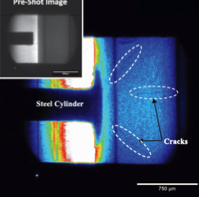 Pre-Shot Image
Steel Cylinder
Cracks
750 μm